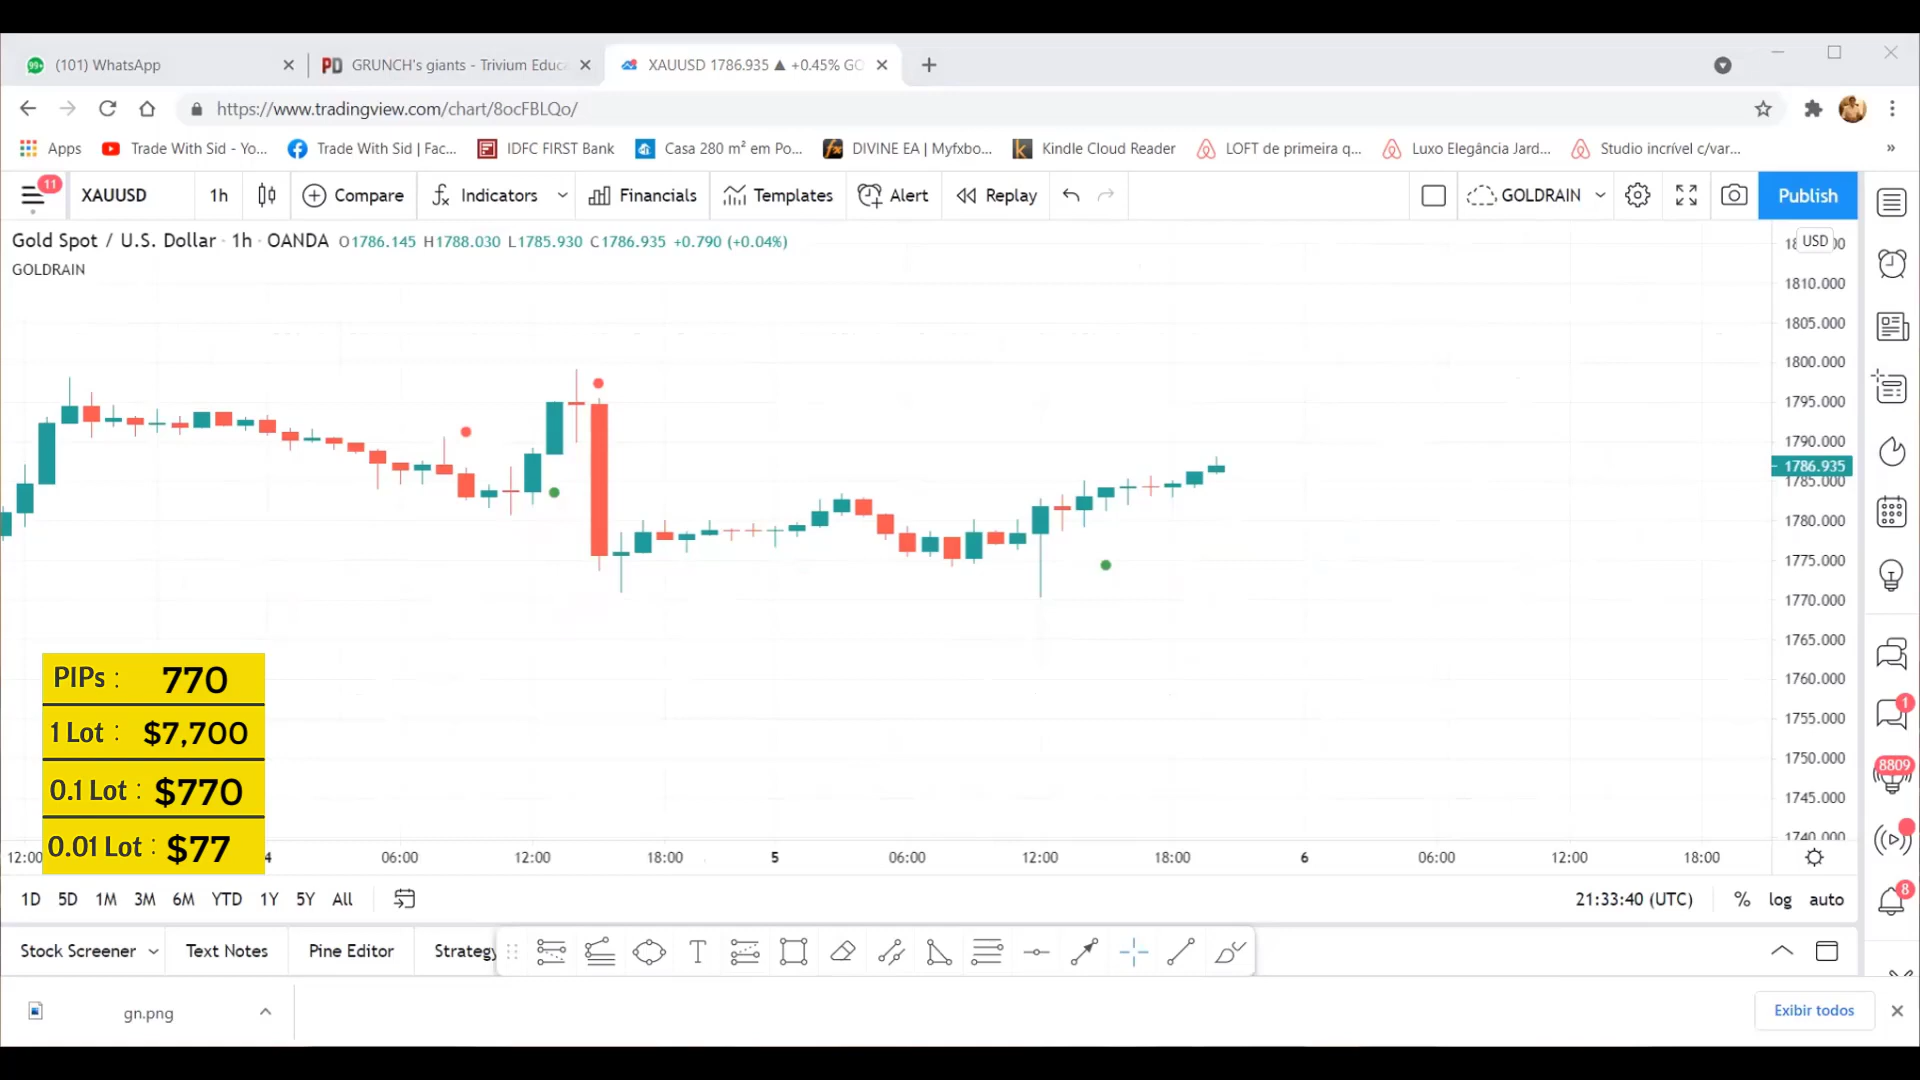 (101) WhatsApp
GRUNCH's giants - Trivium Educ
XAUUSD 1786.935 ▲ +0.45% GO
https://www.tradingview.com/chart/8ocFBLQo/
Apps
Trade With Sid - Yo...
Trade With Sid | Fac...
IDFC FIRST Bank
Casa 280 m² em Po...
DIVINE EA | Myfxbo...
Kindle Cloud Reader
LOFT de primeira q...
Luxo Elegância Jard...
Studio incrível c/var...
»
11
XAUUSD
1h
Compare
Indicators
Financials
Templates
Alert
Replay
GOLDRAIN
Publish
Gold Spot / U.S. Dollar · 1h · OANDA O1786.145 H1788.030 L1785.930 C1786.935 +0.790 (+0.04%)
GOLDRAIN
USD
1810.000
1805.000
1800.000
1795.000
1790.000
1786.935
1785.000
1780.000
1775.000
1770.000
1765.000
1760.000
1755.000
1750.000
1745.000
1740.000
PIPs : 770
1 Lot : $7,700
0.1 Lot : $770
0.01 Lot : $77
12:00
4
06:00
12:00
18:00
5
06:00
12:00
18:00
6
06:00
12:00
18:00
1D 5D 1M 3M 6M YTD 1Y 5Y All
21:33:40 (UTC)
% log auto
Stock Screener
Text Notes
Pine Editor
Strategy
1
8809
8
gn.png
Exibir todos